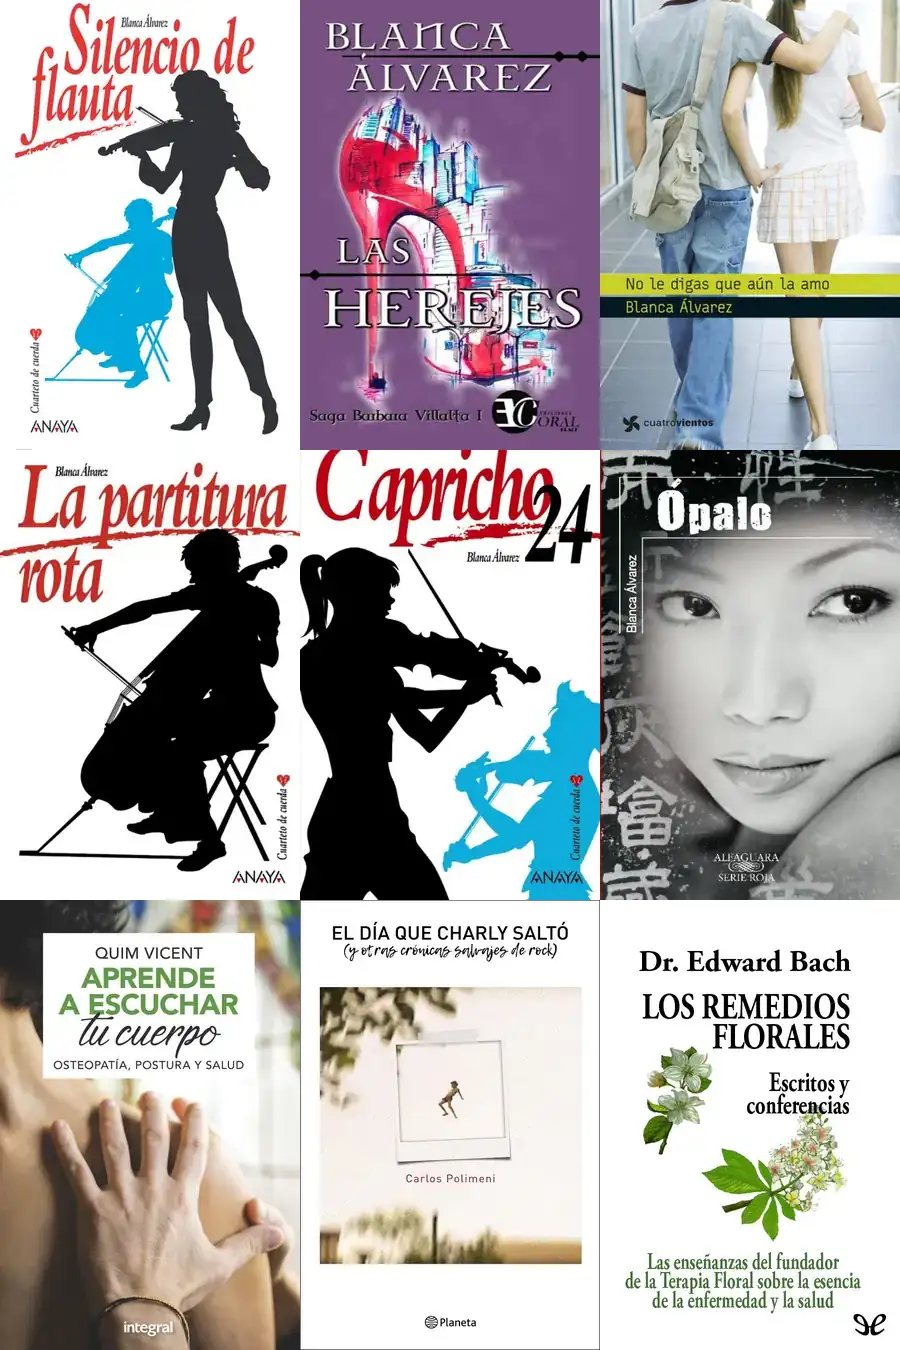 Blanca Álvarez
Silencio de
flauta
Cuarteto de cuerda
ANAYA
BLANCA
ÁLVAREZ
LAS
HEREJES
Saga Bárbara Villalta I
EC
EDICIONES
CORAL
No le digas que aún la amo
Blanca Álvarez
cuatrovientos
Blanca Álvarez
La partitura
rota
Cuarteto de cuerda
ANAYA
Capricho
24
Blanca Álvarez
Cuarteto de cuerda
ANAYA
Ópalo
Blanca Álvarez
ALFAGUARA
SERIE ROJA
QUIM VICENT
APRENDE
A ESCUCHAR
tu cuerpo
OSTEOPATÍA, POSTURA Y SALUD
integral
EL DÍA QUE CHARLY SALTÓ
(y otras crónicas salvajes de rock)
Carlos Polimeni
Planeta
Dr. Edward Bach
LOS REMEDIOS
FLORALES
Escritos y
conferencias
Las enseñanzas del fundador
de la Terapia Floral sobre la esencia
de la enfermedad y la salud